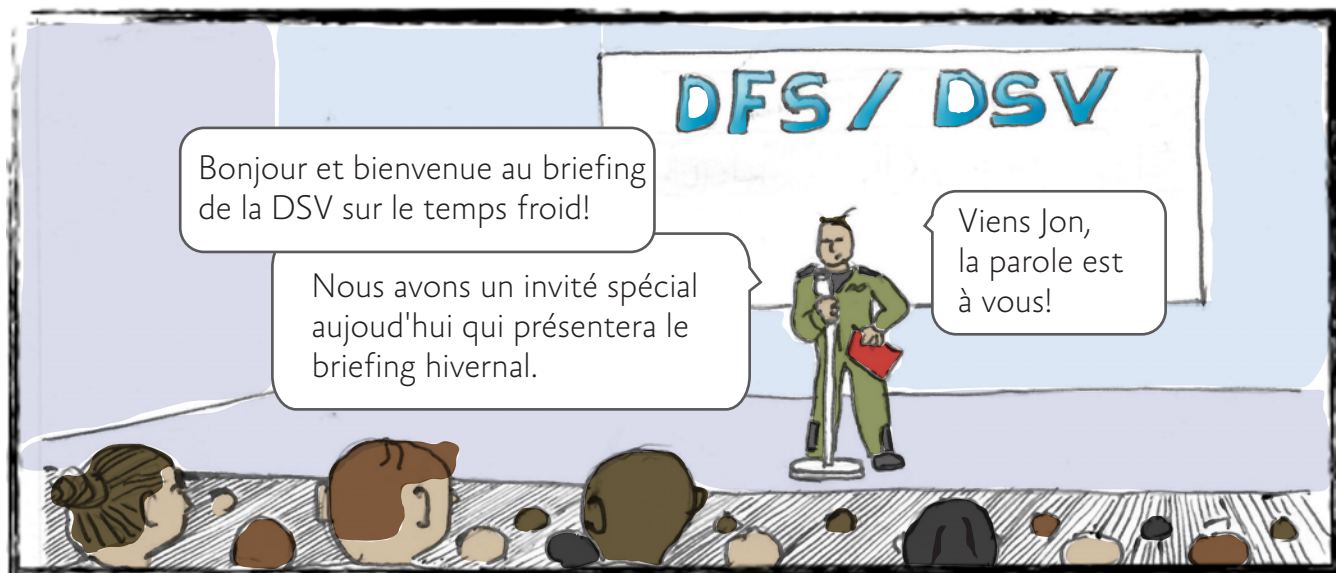 DFS / DSV
Bonjour et bienvenue au briefing
de la DSV sur le temps froid!
Nous avons un invité spécial
aujoud'hui qui présentera le
briefing hivernal.
Viens Jon,
la parole est
à vous!